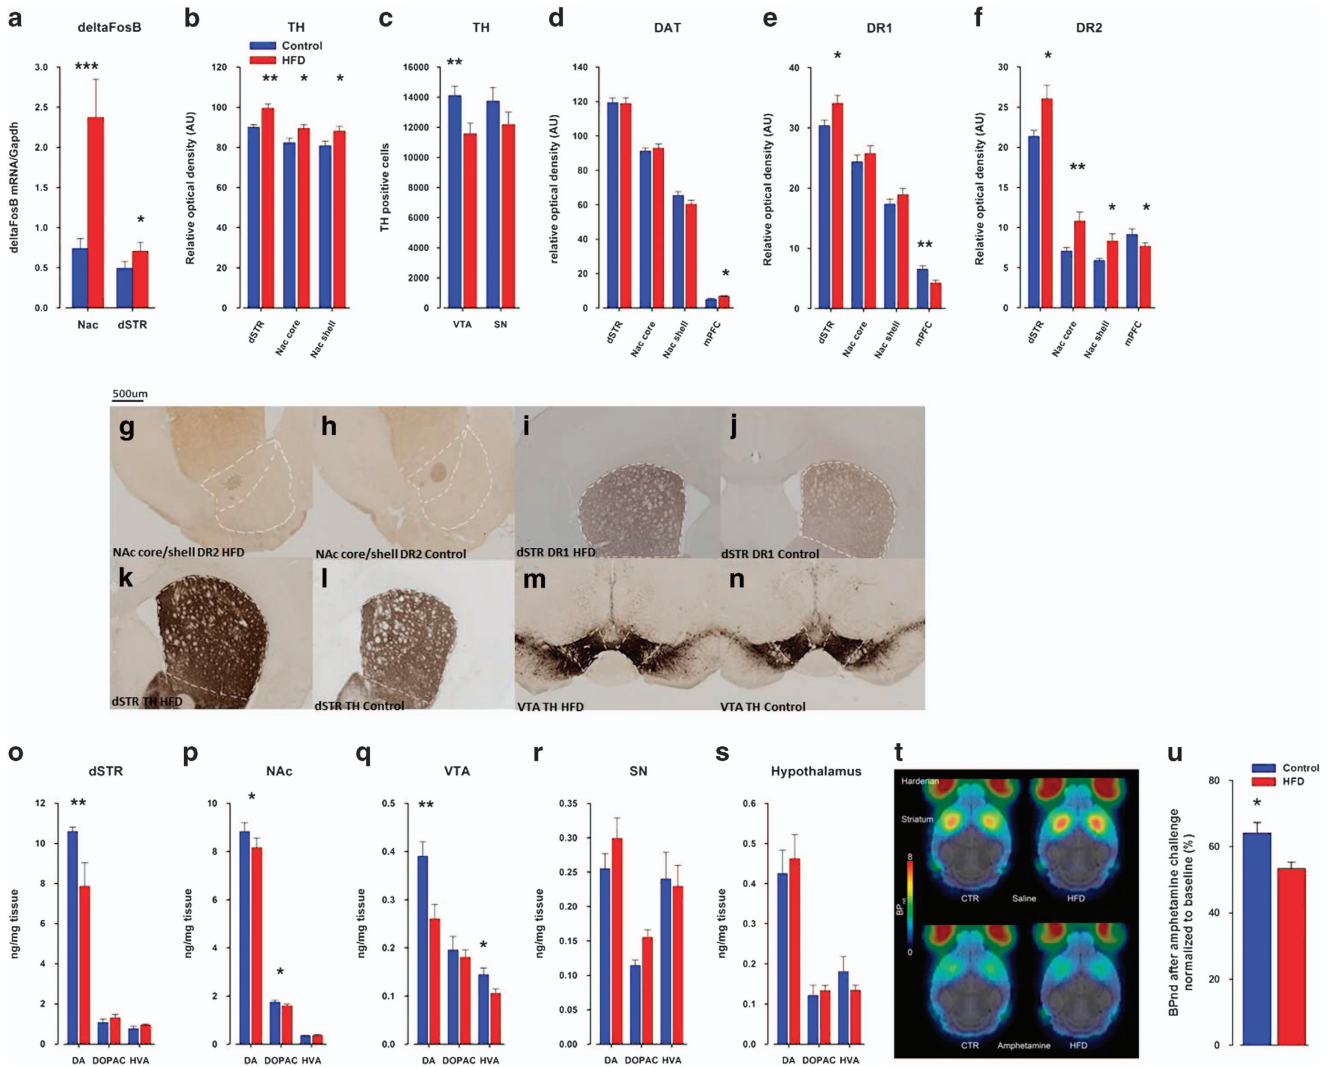 a deltaFosB
b TH
c TH
d DAT
e DR1
f DR2
Control
HFD
deltaFosB mRNA/Gapdh
3.0
2.5
2.0
1.5
1.0
0.5
0.0
***
*
Nac dSTR
Relative optical density (AU)
120
100
80
60
40
20
0
** * *
dSTR Nac core Nac shell
TH positive cells
16000
14000
12000
10000
8000
6000
4000
2000
0
**
VTA SN
relative optical density (AU)
140
120
100
80
60
40
20
0
*
dSTR Nac core Nac shell mPFC
Relative optical density (AU)
40
30
20
10
0
*
**
dSTR Nac core Nac shell mPFC
Relative optical density (AU)
30
25
20
15
10
5
0
*
**
* *
dSTR Nac core Nac shell mPFC
500um
g
NAc core/shell DR2 HFD
h
NAc core/shell DR2 Control
i
dSTR DR1 HFD
j
dSTR DR1 Control
k
dSTR TH HFD
l
dSTR TH Control
m
VTA TH HFD
n
VTA TH Control
o dSTR
ng/mg tissue
12
10
8
6
4
2
0
**
DA DOPAC HVA
p NAc
ng/mg tissue
10
8
6
4
2
0
*
*
DA DOPAC HVA
q VTA
ng/mg tissue
0.5
0.4
0.3
0.2
0.1
0.0
**
*
DA DOPAC HVA
r SN
ng/mg tissue
0.35
0.30
0.25
0.20
0.15
0.10
0.05
0.00
DA DOPAC HVA
s Hypothalamus
ng/mg tissue
0.6
0.5
0.4
0.3
0.2
0.1
0.0
DA DOPAC HVA
t
Harderian
Striatum
8
BP
0
CTR Saline HFD
CTR Amphetamine HFD
u
Control
HFD
BPnd after amphetamine challenge
normalized to baseline (%)
80
60
40
20
0
*